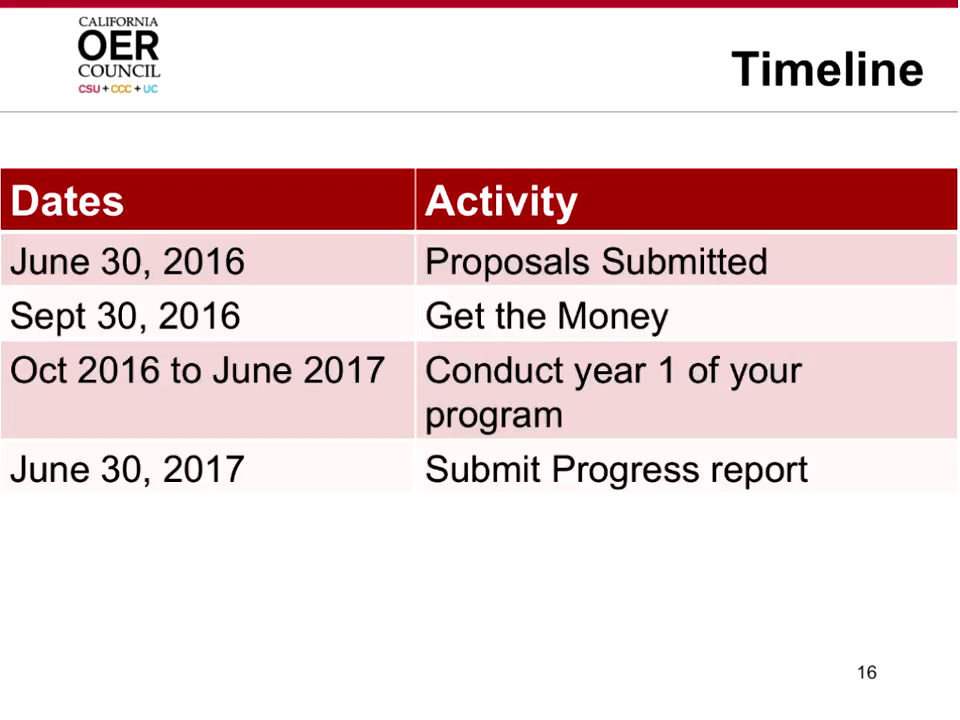 CALIFORNIA
OER
COUNCIL
CSU + CCC + UC
Timeline
Dates Activity
June 30, 2016 Proposals Submitted
Sept 30, 2016 Get the Money
Oct 2016 to June 2017 Conduct year 1 of your
program
June 30, 2017 Submit Progress report
16